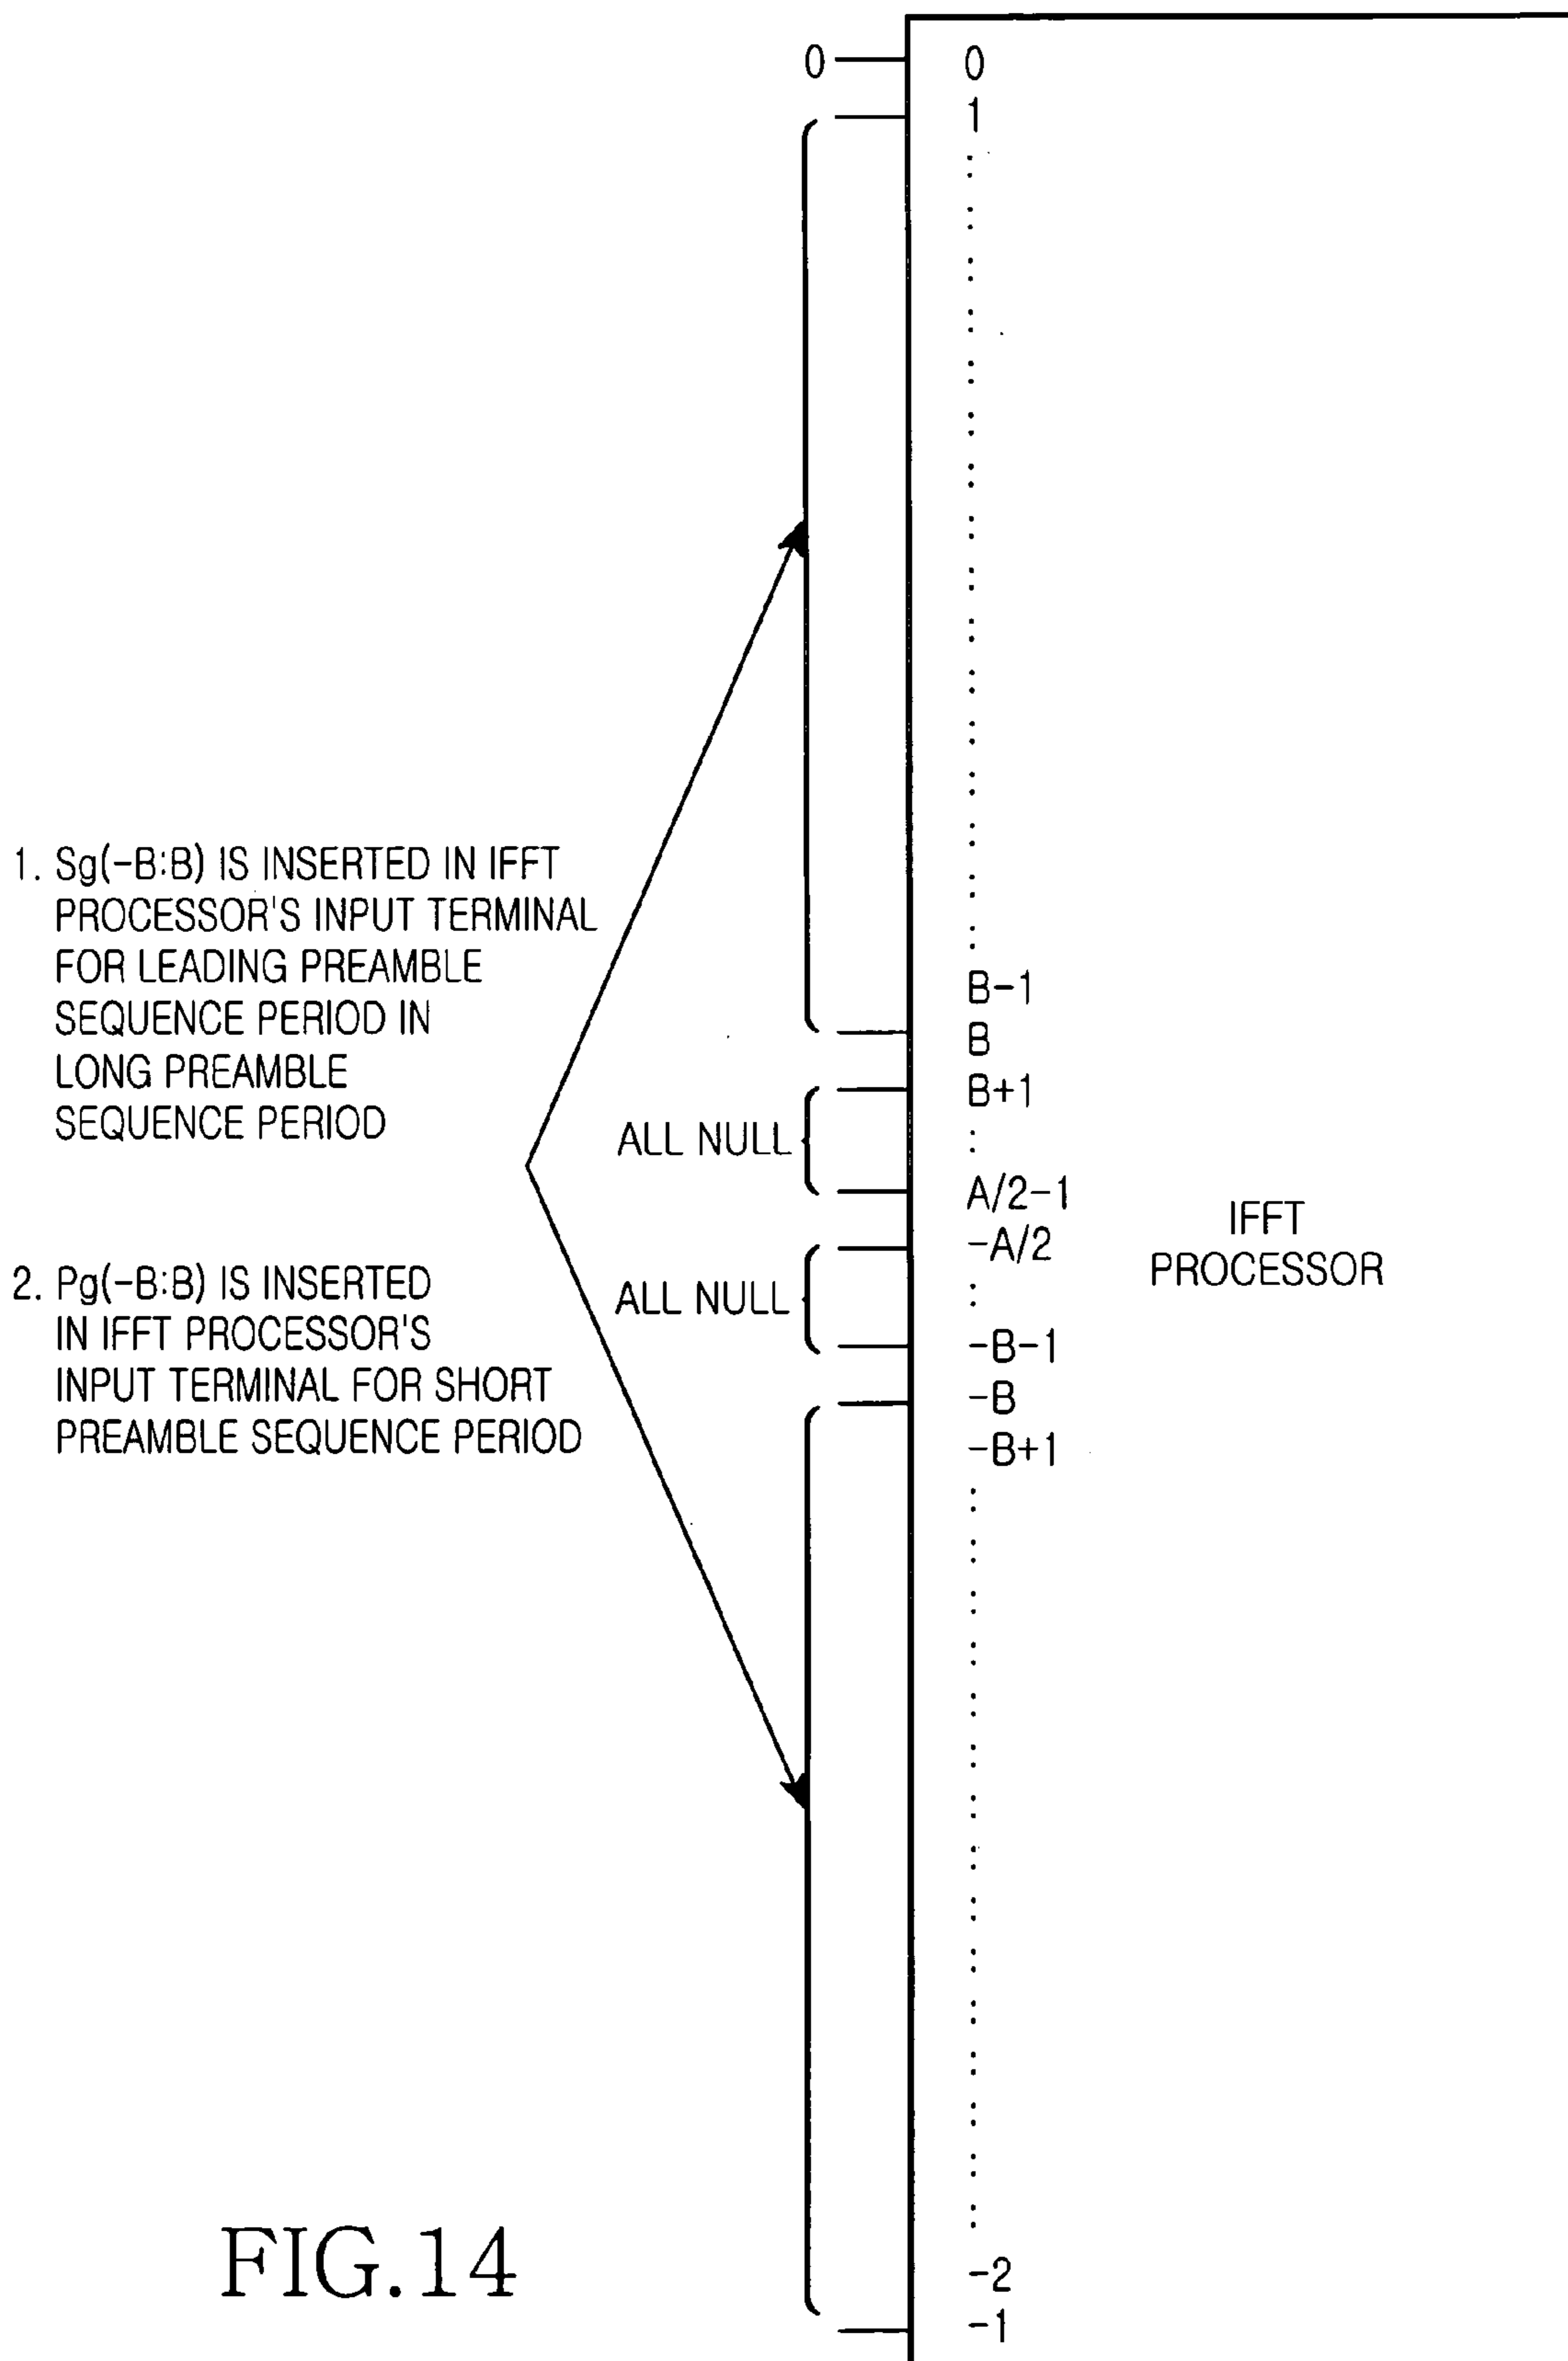 0
0
1
1. Sg(-B:B) IS INSERTED IN IFFT
PROCESSOR'S INPUT TERMINAL
FOR LEADING PREAMBLE
SEQUENCE PERIOD IN
LONG PREAMBLE
SEQUENCE PERIOD
B-1
B
B+1
ALL NULL
A/2-1
-A/2
IFFT
PROCESSOR
2. Pg(-B:B) IS INSERTED
IN IFFT PROCESSOR'S
INPUT TERMINAL FOR SHORT
PREAMBLE SEQUENCE PERIOD
ALL NULL
-B-1
-B
-B+1
-2
-1
FIG.14